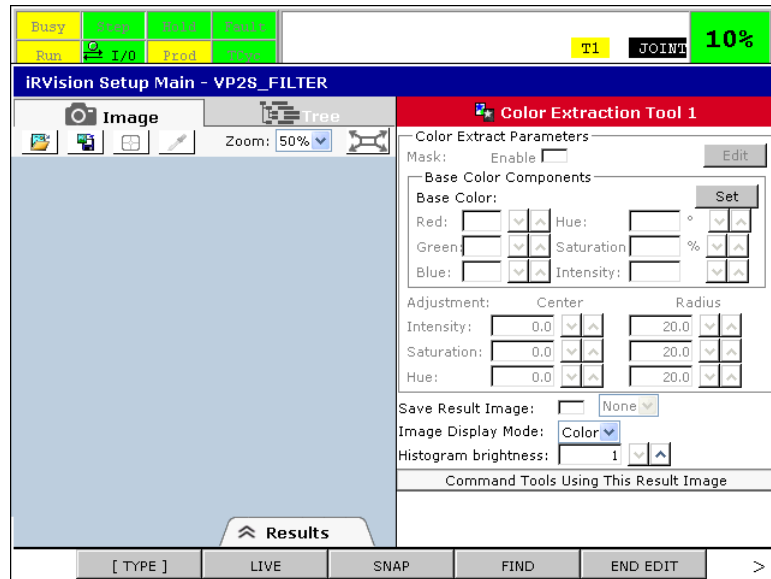 Busy Step Hold Fault
Run I/O Prod TCyc
T1 JOINT 10%
iRVision Setup Main - VP2S_FILTER
Image Tree
Color Extraction Tool 1
Zoom: 50%
Color Extract Parameters
Mask: Enable Edit
Base Color Components
Base Color: Set
Red: Hue: °
Green: Saturation %
Blue: Intensity:
Adjustment: Center Radius
Intensity: 0.0 20.0
Saturation: 0.0 20.0
Hue: 0.0 20.0
Save Result Image: None
Image Display Mode: Color
Histogram brightness: 1
Command Tools Using This Result Image
Results
[ TYPE ] LIVE SNAP FIND END EDIT >